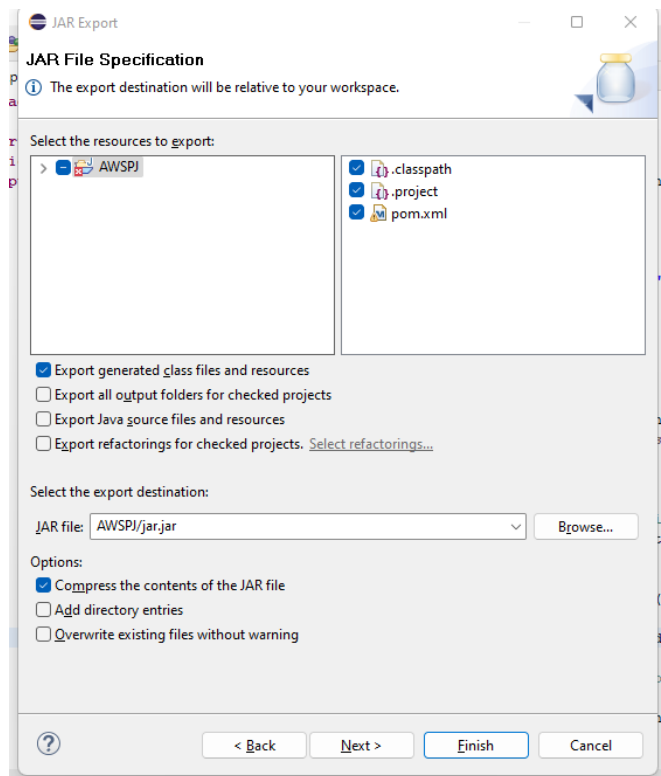 JAR Export
JAR File Specification
The export destination will be relative to your workspace.
Select the resources to export:
AWSPJ
.classpath
.project
pom.xml
Export generated class files and resources
Export all output folders for checked projects
Export Java source files and resources
Export refactorings for checked projects. Select refactorings...
Select the export destination:
JAR file: AWSPJ/jar.jar Browse...
Options:
Compress the contents of the JAR file
Add directory entries
Overwrite existing files without warning
? < Back Next > Finish Cancel